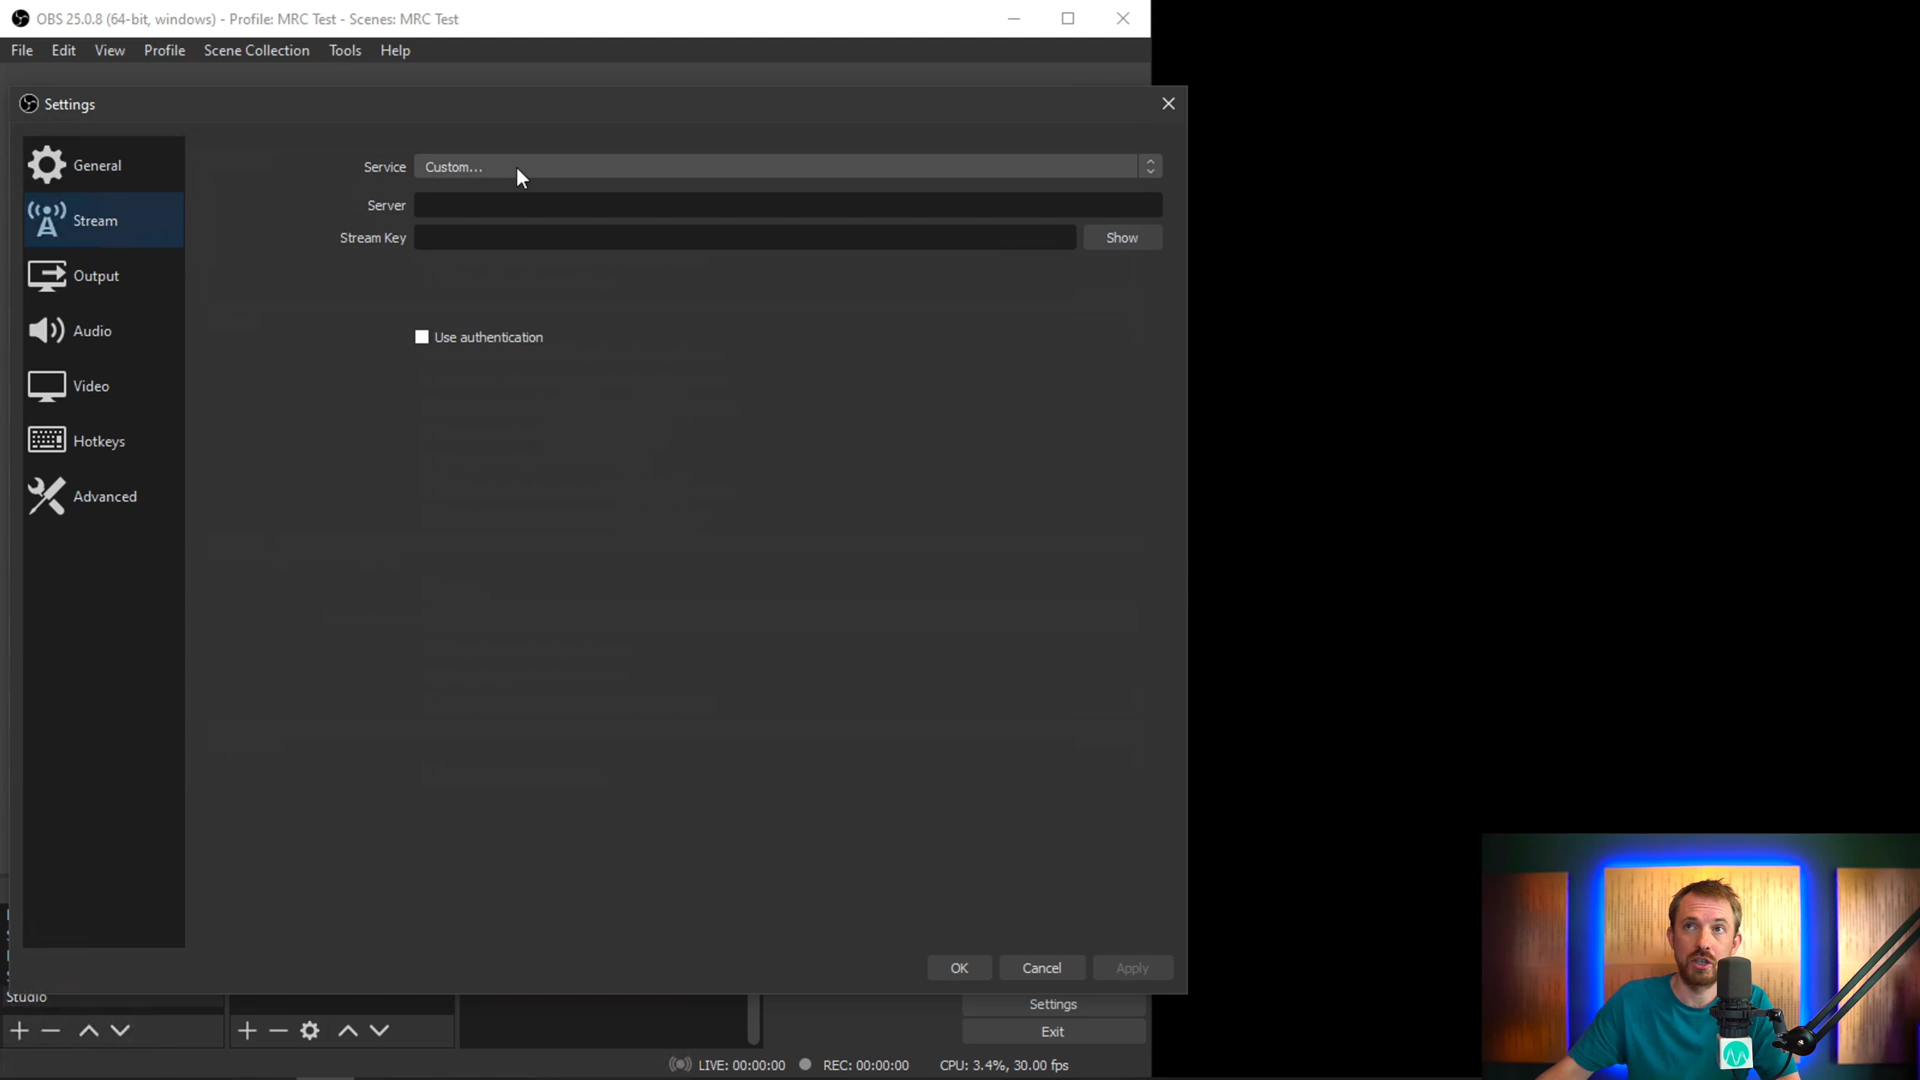 OBS 25.0.8 (64-bit, windows) - Profile: MRC Test - Scenes: MRC Test
File Edit View Profile Scene Collection Tools Help
Settings
General
Stream
Output
Audio
Video
Hotkeys
Advanced
Service Custom...
Server
Stream Key Show
Use authentication
OK Cancel Apply
Studio
Settings
Exit
LIVE: 00:00:00 REC: 00:00:00 CPU: 3.4%, 30.00 fps